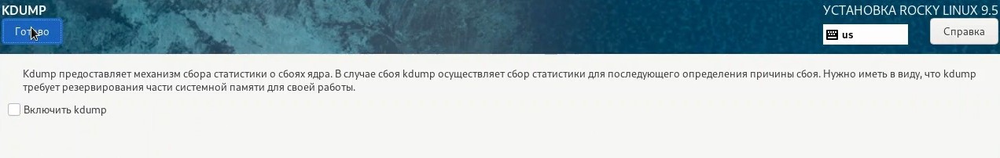 KDUMP
УСТАНОВКА ROCKY LINUX 9.5
Готово
us
Справка
Kdump предоставляет механизм сбора статистики о сбоях ядра. В случае сбоя kdump осуществляет сбор статистики для последующего определения причины сбоя. Нужно иметь в виду, что kdump
требует резервирования части системной памяти для своей работы.
Включить kdump